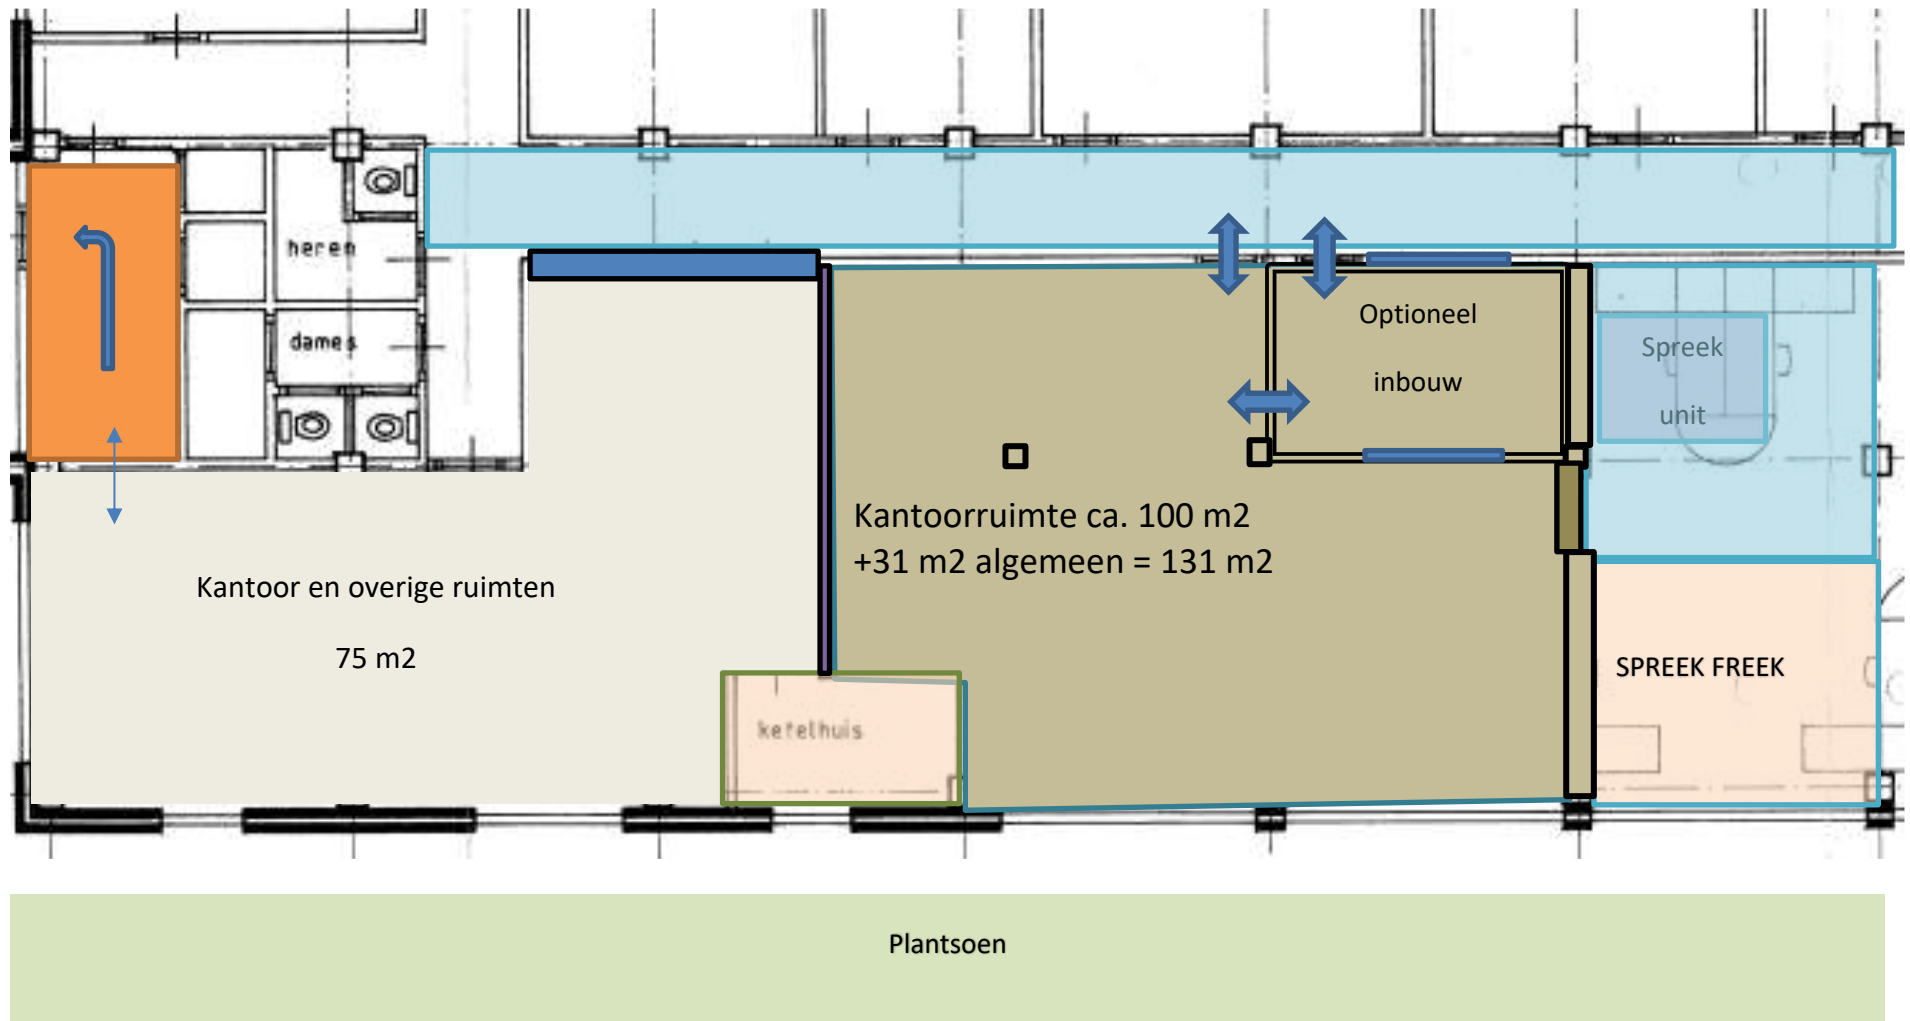 heren
dames
Optioneel
inbouw
Spreek
unit
Kantoorruimte ca. 100 m2
+31 m2 algemeen = 131 m2
Kantoor en overige ruimten
75 m2
SPREEK FREEK
ketelhuis
Plantsoen